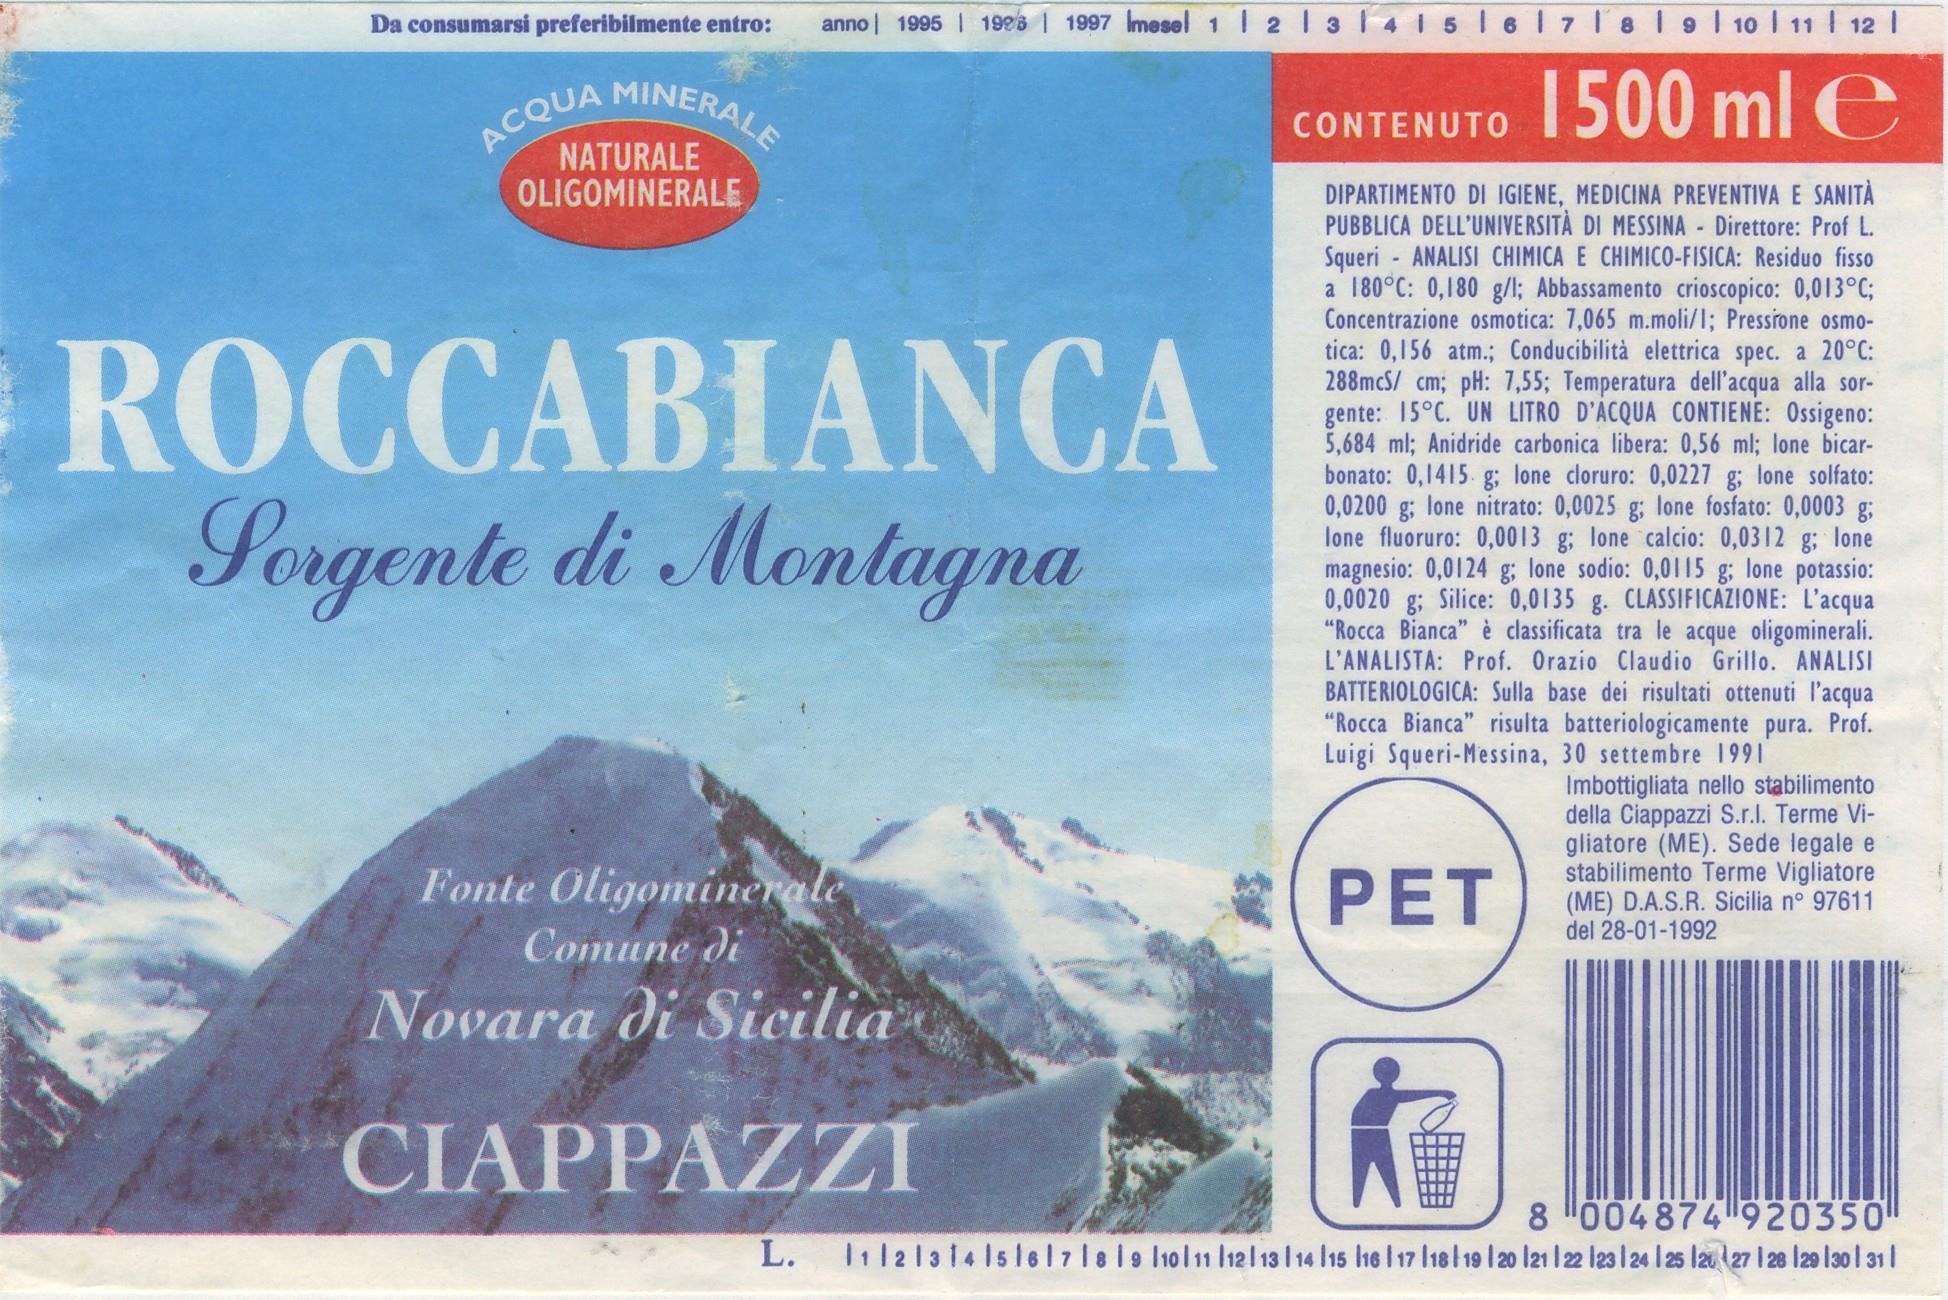 Da consumarsi preferibilmente entro: anno | 1995 | 1996 | 1997 |mese| 1 | 2 | 3 | 4 | 5 | 6 | 7 | 8 | 9 | 10 | 11 | 12 |
ACQUA MINERALE
NATURALE
OLIGOMINERALE
ROCCABIANCA
Sorgente di Montagna
Fonte Oligominerale
Comune di
Novara di Sicilia
CIAPPAZZI
CONTENUTO 1500 ml e
DIPARTIMENTO DI IGIENE, MEDICINA PREVENTIVA E SANITÀ
PUBBLICA DELL'UNIVERSITÀ DI MESSINA - Direttore: Prof L.
Squeri - ANALISI CHIMICA E CHIMICO-FISICA: Residuo fisso
a 180°C: 0,180 g/l; Abbassamento crioscopico: 0,013°C;
Concentrazione osmotica: 7,065 m.moli/l; Pressione osmo-
tica: 0,156 atm.; Conducibilità elettrica spec. a 20°C:
288mcS/ cm; pH: 7,55; Temperatura dell'acqua alla sor-
gente: 15°C. UN LITRO D'ACQUA CONTIENE: Ossigeno:
5,684 ml; Anidride carbonica libera: 0,56 ml; Ione bicar-
bonato: 0,1415 g; Ione cloruro: 0,0227 g; Ione solfato:
0,0200 g; Ione nitrato: 0,0025 g; Ione fosfato: 0,0003 g;
Ione fluoruro: 0,0013 g; Ione calcio: 0,0312 g; Ione
magnesio: 0,0124 g; Ione sodio: 0,0115 g; Ione potassio:
0,0020 g; Silice: 0,0135 g. CLASSIFICAZIONE: L'acqua
"Rocca Bianca" è classificata tra le acque oligominerali.
L'ANALISTA: Prof. Orazio Claudio Grillo. ANALISI
BATTERIOLOGICA: Sulla base dei risultati ottenuti l'acqua
"Rocca Bianca" risulta batteriologicamente pura. Prof.
Luigi Squeri-Messina, 30 settembre 1991
PET
Imbottigliata nello stabilimento
della Ciappazzi S.r.l. Terme Vi-
gliatore (ME). Sede legale e
stabilimento Terme Vigliatore
(ME) D.A.S.R. Sicilia n° 97611
del 28-01-1992
8 004874 920350
L. | 1 | 2 | 3 | 4 | 5 | 6 | 7 | 8 | 9 | 10 | 11 | 12 | 13 | 14 | 15 | 16 | 17 | 18 | 19 | 20 | 21 | 22 | 23 | 24 | 25 | 26 | 27 | 28 | 29 | 30 | 31 |